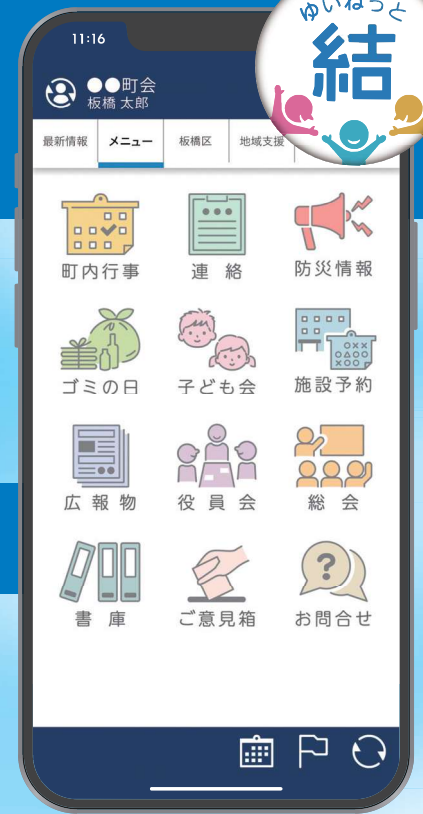 ゆいねっと
結
11:16
●●町会
板橋 太郎
最新情報 メニュー 板橋区 地域支援
町内行事 連絡 防災情報
ゴミの日 子ども会 施設予約
広報物 役員会 総会
書庫 ご意見箱 お問合せ